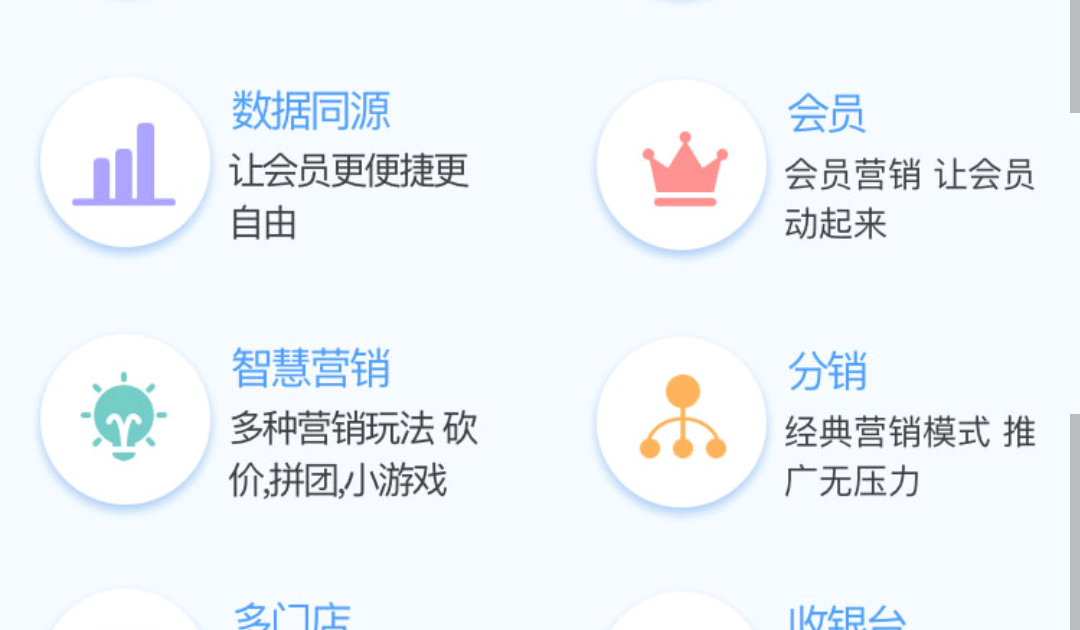 数据同源
让会员更便捷更
自由
会员
会员营销 让会员
动起来
智慧营销
多种营销玩法 砍
价,拼团,小游戏
分销
经典营销模式 推
广无压力
多门店
收银台